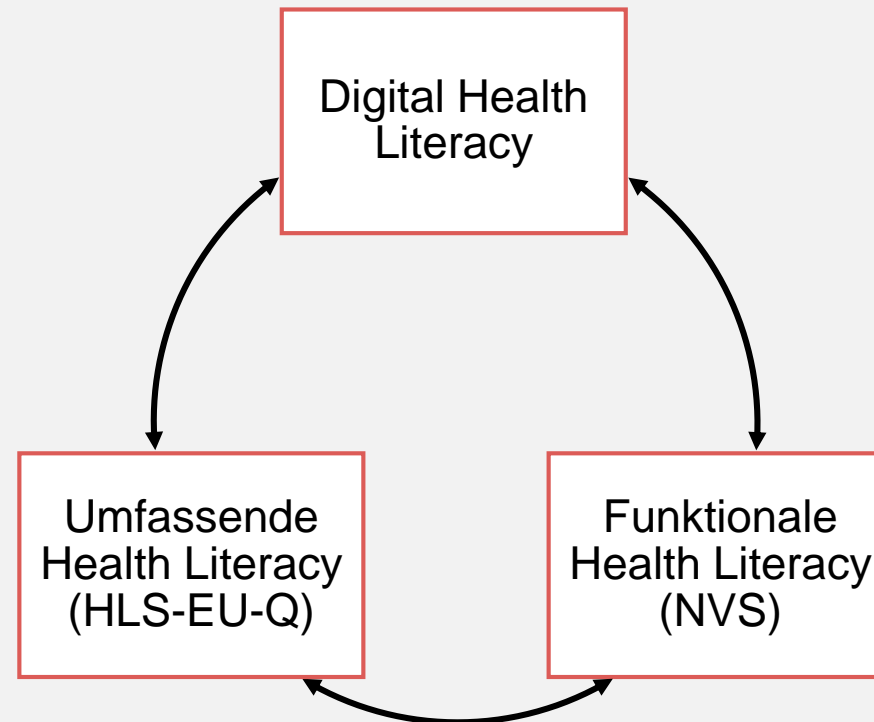 Digital Health
Literacy
Umfassende
Health Literacy
(HLS-EU-Q)
Funktionale
Health Literacy
(NVS)